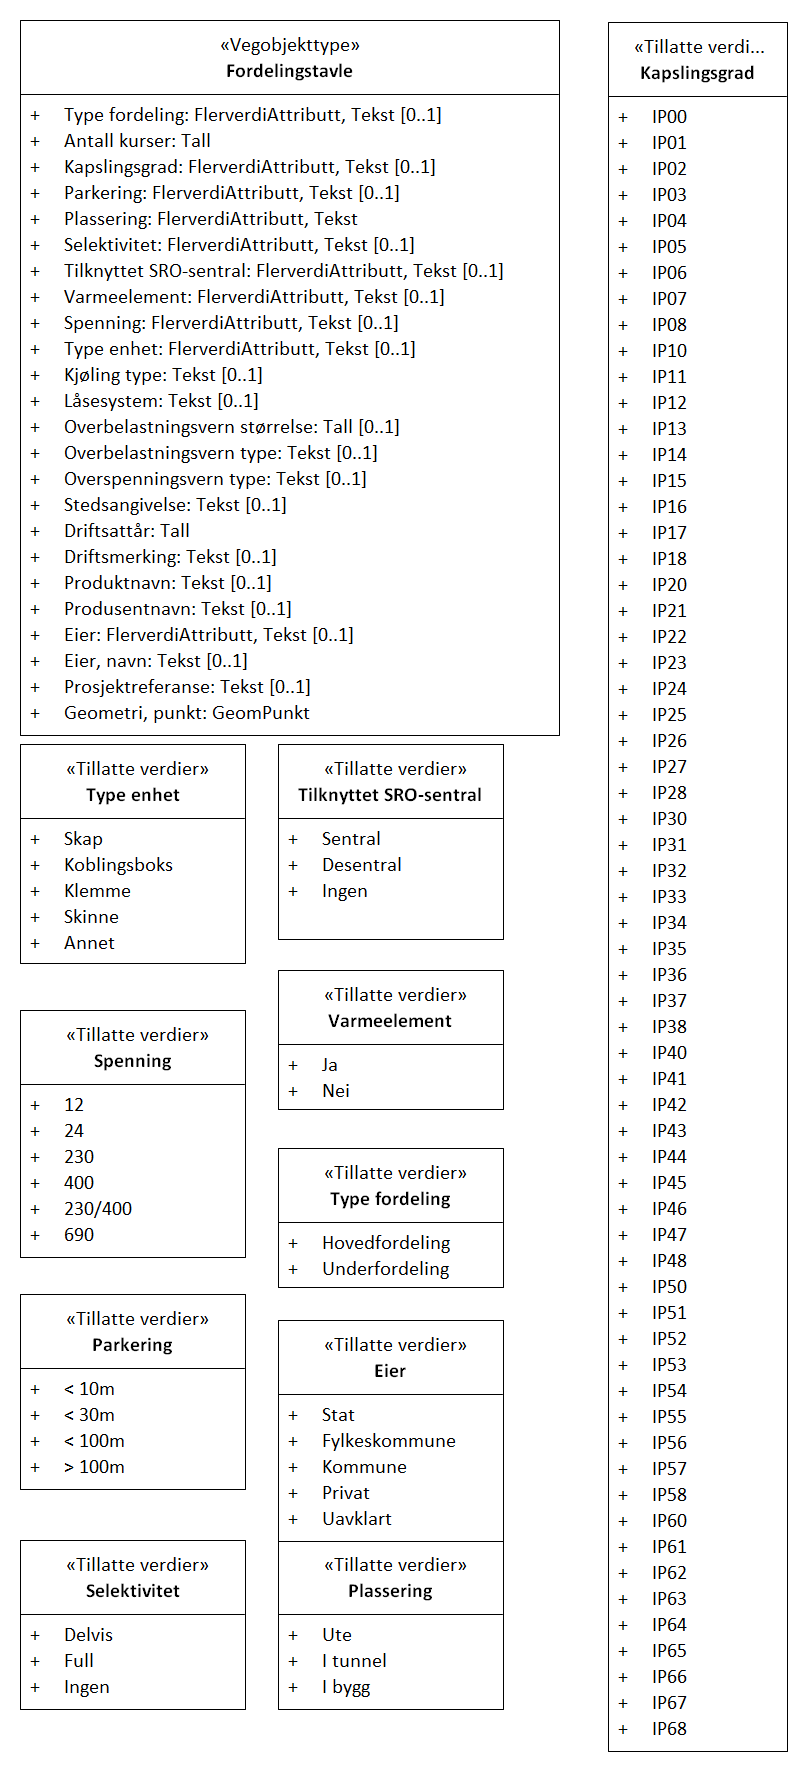 «Vegobjekttype»
Fordelingstavle
+ Type fordeling: FlerverdiAttributt, Tekst [0..1]
+ Antall kurser: Tall
+ Kapslingsgrad: FlerverdiAttributt, Tekst [0..1]
+ Parkering: FlerverdiAttributt, Tekst [0..1]
+ Plassering: FlerverdiAttributt, Tekst
+ Selektivitet: FlerverdiAttributt, Tekst [0..1]
+ Tilknyttet SRO-sentral: FlerverdiAttributt, Tekst [0..1]
+ Varmeelement: FlerverdiAttributt, Tekst [0..1]
+ Spenning: FlerverdiAttributt, Tekst [0..1]
+ Type enhet: FlerverdiAttributt, Tekst [0..1]
+ Kjøling type: Tekst [0..1]
+ Låsesystem: Tekst [0..1]
+ Overbelastningsvern størrelse: Tall [0..1]
+ Overbelastningsvern type: Tekst [0..1]
+ Overspenningsvern type: Tekst [0..1]
+ Stedsangivelse: Tekst [0..1]
+ Driftsattår: Tall
+ Driftsmerking: Tekst [0..1]
+ Produktnavn: Tekst [0..1]
+ Produsentnavn: Tekst [0..1]
+ Eier: FlerverdiAttributt, Tekst [0..1]
+ Eier, navn: Tekst [0..1]
+ Prosjektreferanse: Tekst [0..1]
+ Geometri, punkt: GeomPunkt
«Tillatte verdier»
Type enhet
+ Skap
+ Koblingsboks
+ Klemme
+ Skinne
+ Annet
«Tillatte verdier»
Spenning
+ 12
+ 24
+ 230
+ 400
+ 230/400
+ 690
«Tillatte verdier»
Parkering
+ < 10m
+ < 30m
+ < 100m
+ > 100m
«Tillatte verdier»
Selektivitet
+ Delvis
+ Full
+ Ingen
«Tillatte verdier»
Tilknyttet SRO-sentral
+ Sentral
+ Desentral
+ Ingen
«Tillatte verdier»
Varmeelement
+ Ja
+ Nei
«Tillatte verdier»
Type fordeling
+ Hovedfordeling
+ Underfordeling
«Tillatte verdier»
Eier
+ Stat
+ Fylkeskommune
+ Kommune
+ Privat
+ Uavklart
«Tillatte verdier»
Plassering
+ Ute
+ I tunnel
+ I bygg
«Tillatte verdi...
Kapslingsgrad
+ IP00
+ IP01
+ IP02
+ IP03
+ IP04
+ IP05
+ IP06
+ IP07
+ IP08
+ IP10
+ IP11
+ IP12
+ IP13
+ IP14
+ IP15
+ IP16
+ IP17
+ IP18
+ IP20
+ IP21
+ IP22
+ IP23
+ IP24
+ IP25
+ IP26
+ IP27
+ IP28
+ IP30
+ IP31
+ IP32
+ IP33
+ IP34
+ IP35
+ IP36
+ IP37
+ IP38
+ IP40
+ IP41
+ IP42
+ IP43
+ IP44
+ IP45
+ IP46
+ IP47
+ IP48
+ IP50
+ IP51
+ IP52
+ IP53
+ IP54
+ IP55
+ IP56
+ IP57
+ IP58
+ IP60
+ IP61
+ IP62
+ IP63
+ IP64
+ IP65
+ IP66
+ IP67
+ IP68